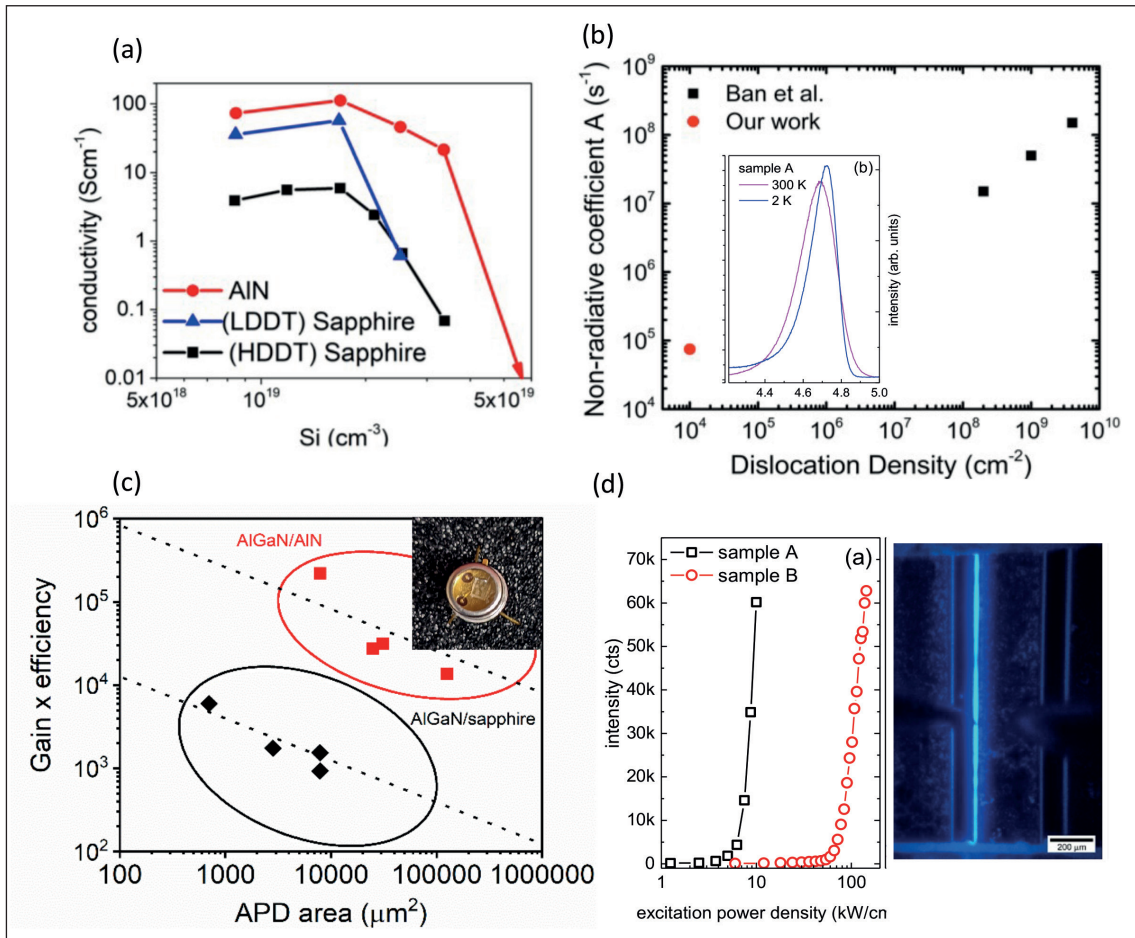 (a)
conductivity (Scm⁻¹)
100
10
1
0.1
0.01
AlN
(LDDT) Sapphire
(HDDT) Sapphire
5x10¹⁸
10¹⁹
5x10¹⁹
Si (cm⁻³)
(b)
Non-radiative coefficient A (s⁻¹)
10⁹
10⁸
10⁷
10⁶
10⁵
10⁴
Ban et al.
Our work
sample A
300 K
2 K
(b)
intensity (arb. units)
4.4 4.6 4.8 5.0
10⁴ 10⁵ 10⁶ 10⁷ 10⁸ 10⁹ 10¹⁰
Dislocation Density (cm⁻²)
(c)
Gain x efficiency
10⁶
10⁵
10⁴
10³
10²
AlGaN/AlN
AlGaN/sapphire
100 1000 10000 100000 1000000
APD area (μm²)
(d)
intensity (cts)
70k
60k
50k
40k
30k
20k
10k
0
sample A
sample B
(a)
1 10 100
excitation power density (kW/cm
200 μm